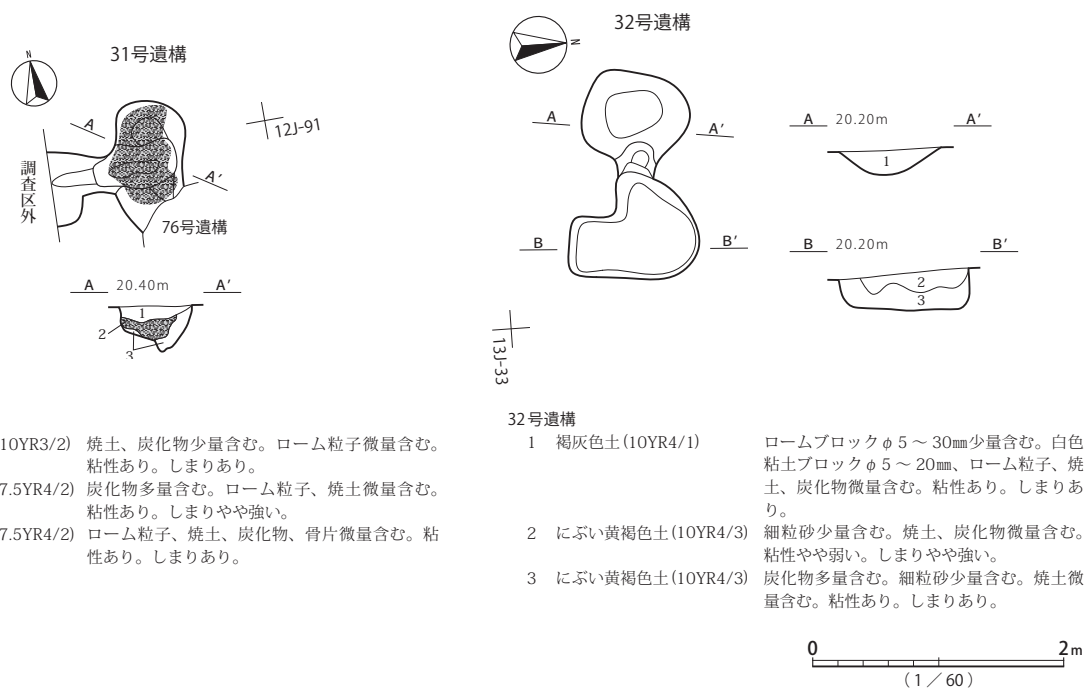 31号遺構
N
A
A′
12J-91
調査区外
76号遺構
A 20.40m A′
1
2
3
10YR3/2) 焼土、炭化物少量含む。ローム粒子微量含む。
粘性あり。しまりあり。
7.5YR4/2) 炭化物多量含む。ローム粒子、焼土微量含む。
粘性あり。しまりやや強い。
7.5YR4/2) ローム粒子、焼土、炭化物、骨片微量含む。粘
性あり。しまりあり。
32号遺構
N
A A′
B B′
13J-33
A 20.20m A′
1
B 20.20m B′
2
3
32号遺構
1 褐灰色土(10YR4/1) ロームブロックφ5～30㎜少量含む。白色
粘土ブロックφ5～20㎜、ローム粒子、焼
土、炭化物微量含む。粘性あり。しまりあ
り。
2 にぶい黄褐色土(10YR4/3) 細粒砂少量含む。焼土、炭化物微量含む。
粘性やや弱い。しまりやや強い。
3 にぶい黄褐色土(10YR4/3) 炭化物多量含む。細粒砂少量含む。焼土微
量含む。粘性あり。しまりあり。
0 2m
(1／60)